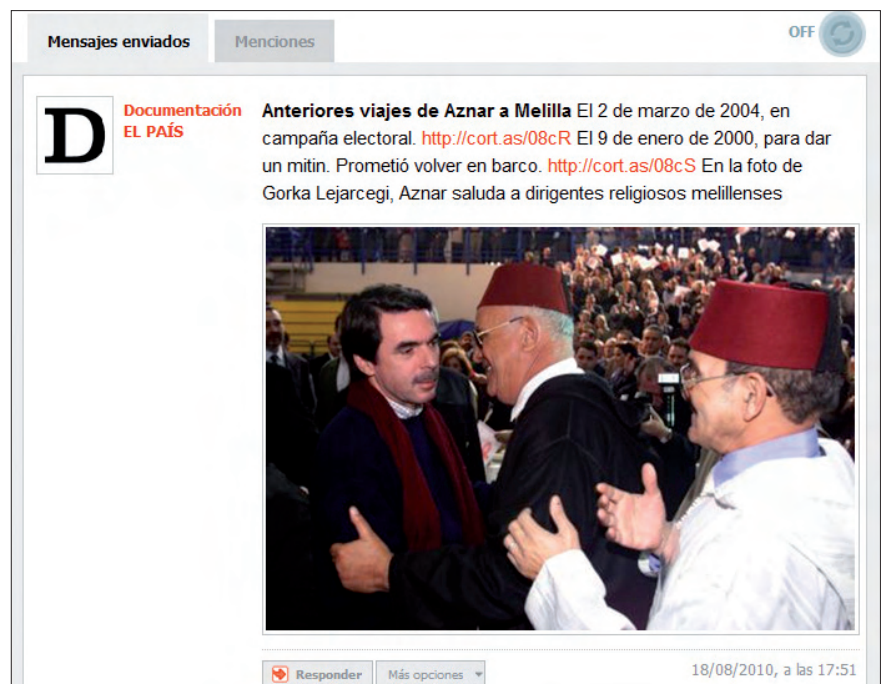 Mensajes enviados
Menciones
OFF
D
Documentación
EL PAÍS
Anteriores viajes de Aznar a Melilla El 2 de marzo de 2004, en
campaña electoral. http://cort.as/08cR El 9 de enero de 2000, para dar
un mitin. Prometió volver en barco. http://cort.as/08cS En la foto de
Gorka Lejarcegi, Aznar saluda a dirigentes religiosos melillenses
Responder
Más opciones
18/08/2010, a las 17:51